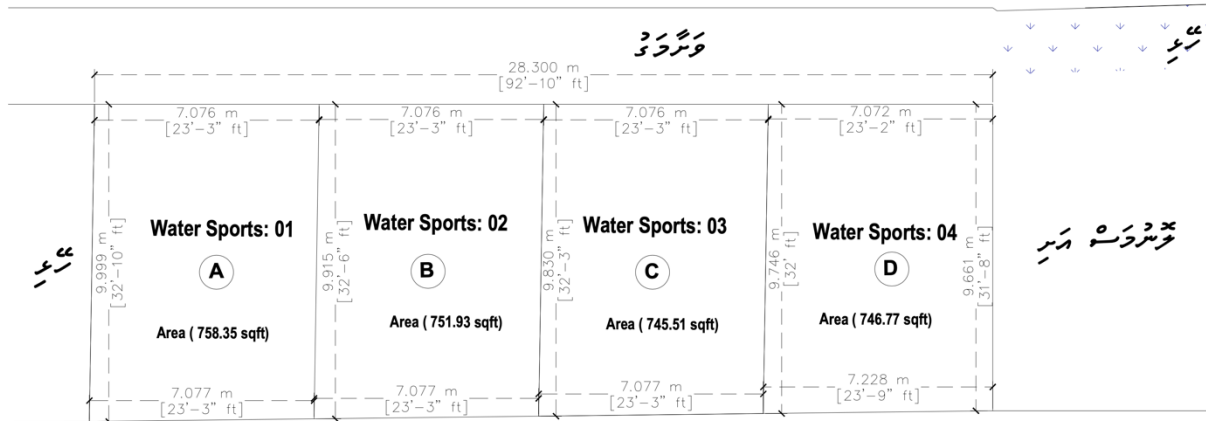 ވަށާމަގު
ހޭޅި
28.300 m
[92'-10" ft]
7.076 m
[23'-3" ft]
7.076 m
[23'-3" ft]
7.076 m
[23'-3" ft]
7.072 m
[23'-2" ft]
ހޭޅި
9.999 m
[32'-10" ft]
Water Sports: 01
A
Area ( 758.35 sqft)
7.077 m
[23'-3" ft]
9.915 m
[32'-6" ft]
Water Sports: 02
B
Area ( 751.93 sqft)
7.077 m
[23'-3" ft]
9.830 m
[32'-3" ft]
Water Sports: 03
C
Area ( 745.51 sqft)
7.077 m
[23'-3" ft]
9.746 m
[32' ft]
Water Sports: 04
D
Area ( 746.77 sqft)
7.228 m
[23'-9" ft]
9.661 m
[31'-8" ft]
ލޮނުމަސް އަށި